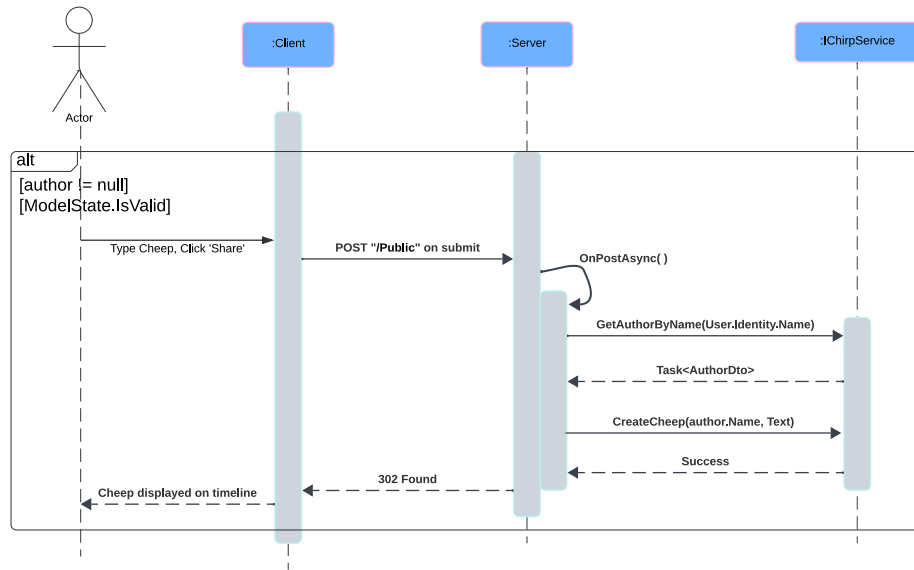 :Client
:Server
:IChirpService
Actor
alt
[author != null]
[ModelState.IsValid]
Type Cheep, Click 'Share'
POST "/Public" on submit
OnPostAsync( )
GetAuthorByName(User.Identity.Name)
Task<AuthorDto>
CreateCheep(author.Name, Text)
Success
302 Found
Cheep displayed on timeline